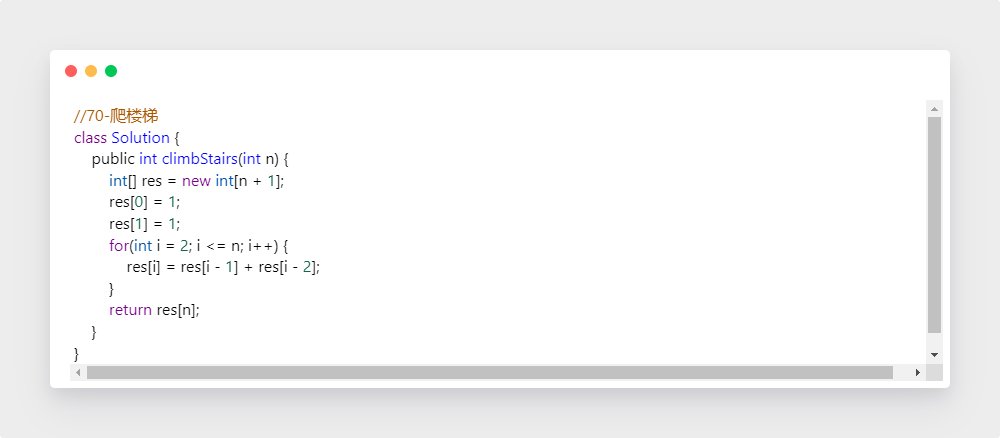 //70-爬楼梯
class Solution {
    public int climbStairs(int n) {
        int[] res = new int[n + 1];
        res[0] = 1;
        res[1] = 1;
        for(int i = 2; i <= n; i++) {
            res[i] = res[i - 1] + res[i - 2];
        }
        return res[n];
    }
}